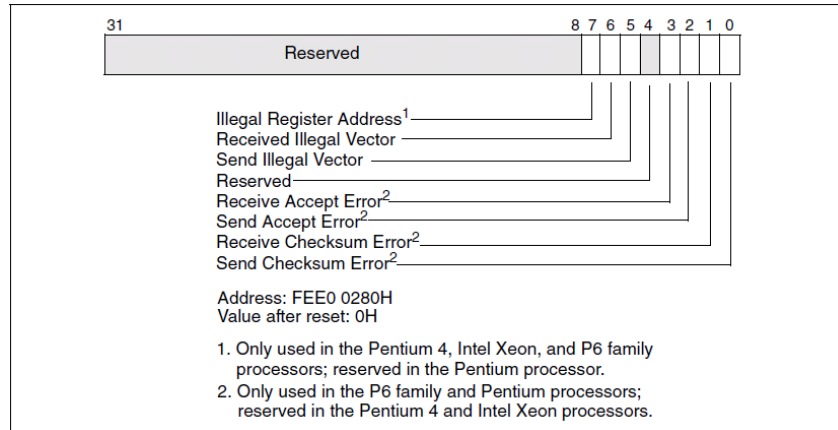 31 8 7 6 5 4 3 2 1 0
Reserved
Illegal Register Address1
Received Illegal Vector
Send Illegal Vector
Reserved
Receive Accept Error2
Send Accept Error2
Receive Checksum Error2
Send Checksum Error2
Address: FEE0 0280H
Value after reset: 0H
1. Only used in the Pentium 4, Intel Xeon, and P6 family
processors; reserved in the Pentium processor.
2. Only used in the P6 family and Pentium processors;
reserved in the Pentium 4 and Intel Xeon processors.